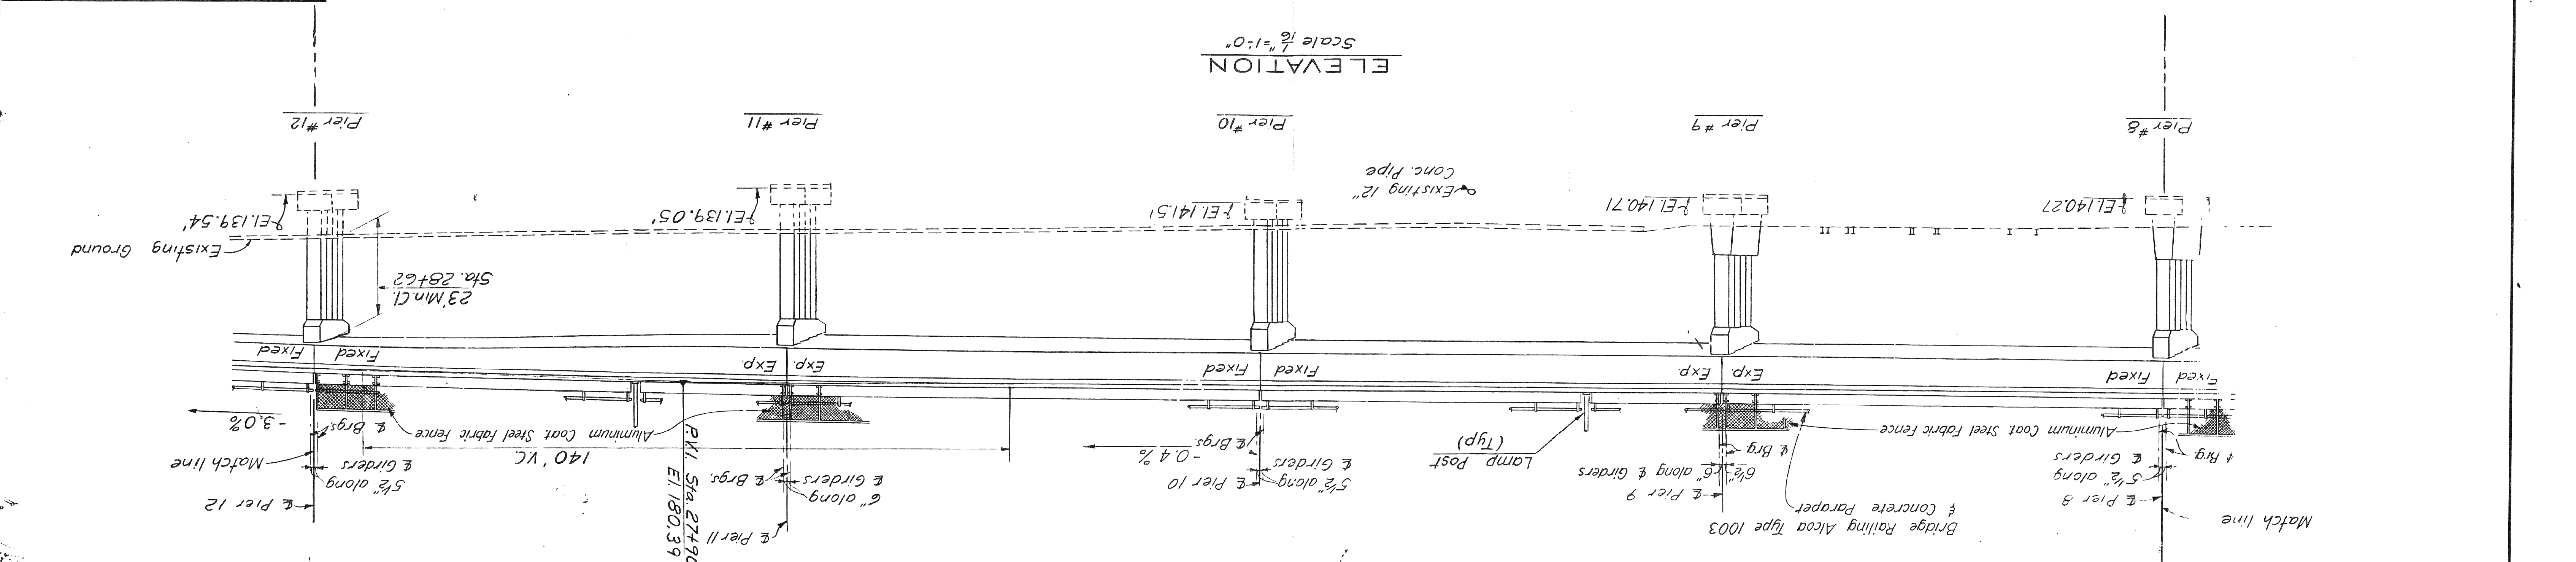 Match line
℄ Pier 8
5½" along
℄ Girders
℄ Brg.
Aluminum Coat Steel Fabric Fence
Bridge Railing Alcoa Type 1003
& Concrete Parapet
℄ Pier 9
6½" 6" along ℄ Girders
℄ Brg.
Lamp Post
(Typ)
℄ Pier 10
5½" along
℄ Girders
℄ Brgs.
-0.4%
℄ Pier 11
6" along
℄ Girders
℄ Brgs.
P.V.I. Sta. 27+90
El. 180.39
140' V.C.
Aluminum Coat Steel Fabric Fence
℄ Pier 12
5½" along
℄ Girders
Match line
℄ Brgs.
-3.0%
Fixed Fixed
Exp. Exp.
Fixed Fixed
Exp. Exp.
Fixed Fixed
23' Min. Cl.
Sta. 28+62
Existing Ground
El. 140.27
El. 140.71
Existing 12"
Conc. Pipe
El. 141.51
El. 139.05'
El. 139.54'
Pier #8
Pier #9
Pier #10
Pier #11
Pier #12
ELEVATION
Scale 1/16"=1'-0"